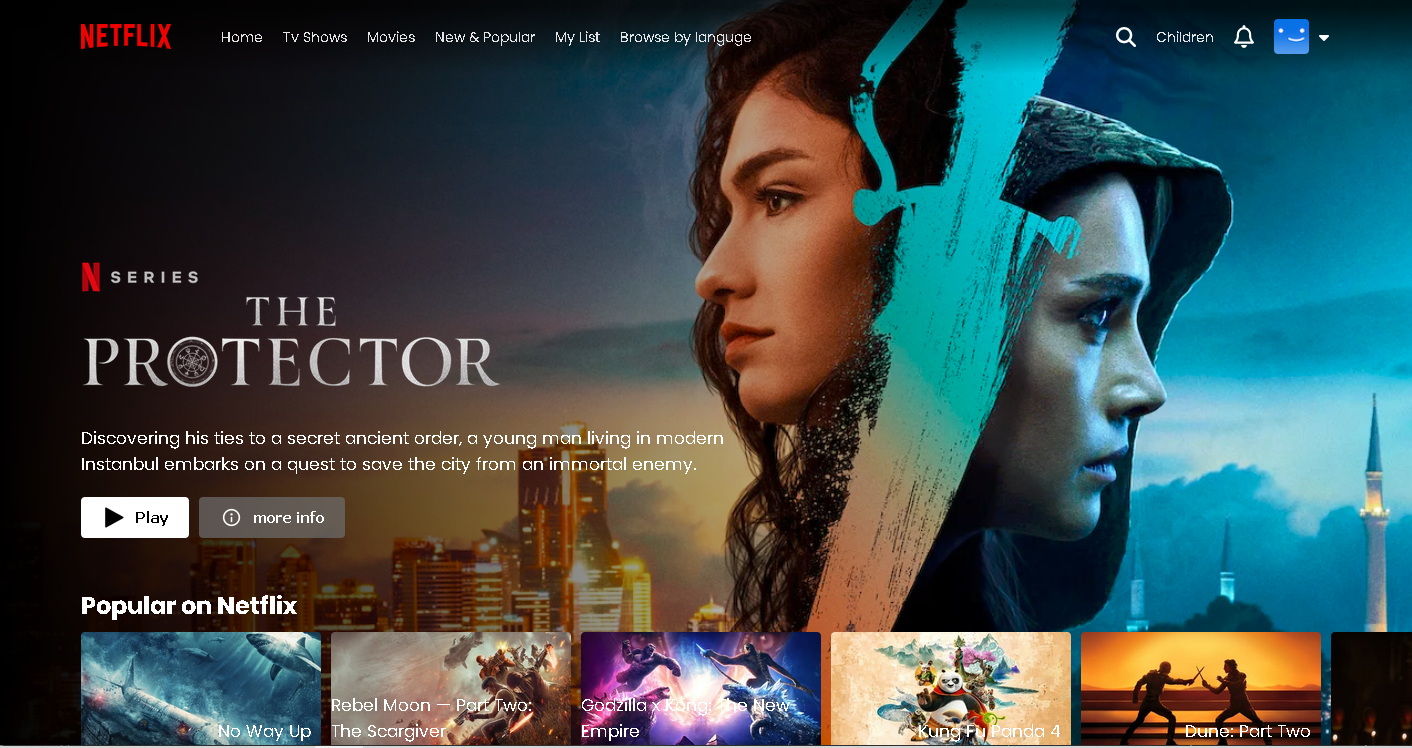 NETFLIX Home Tv Shows Movies New & Popular My List Browse by languge Children
N SERIES
THE
PROTECTOR
Discovering his ties to a secret ancient order, a young man living in modern
Instanbul embarks on a quest to save the city from an immortal enemy.
Play more info
Popular on Netflix
No Way Up
Rebel Moon — Part Two:
The Scargiver
Godzilla x Kong: The New
Empire
Kung Fu Panda 4
Dune: Part Two